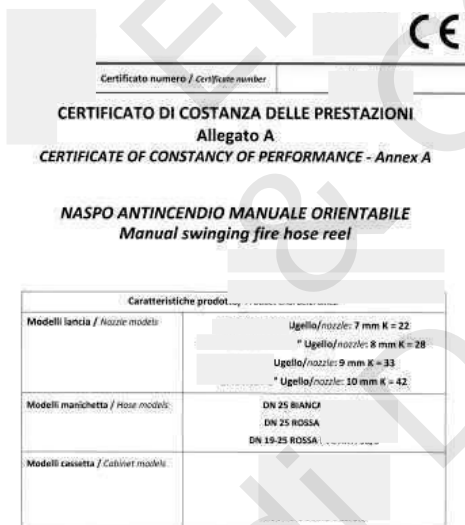 CE
Certificato numero / Certificate number
CERTIFICATO DI COSTANZA DELLE PRESTAZIONI
Allegato A
CERTIFICATE OF CONSTANCY OF PERFORMANCE - Annex A
NASPO ANTINCENDIO MANUALE ORIENTABILE
Manual swinging fire hose reel
Caratteristiche
Modelli lancia / Nozzle models
Ugello/nozzle: 7 mm K = 22
" Ugello/nozzle: 8 mm K = 28
Ugello/nozzle: 9 mm K = 33
" Ugello/nozzle: 10 mm K = 42
Modelli manichetta / Hose models
DN 25 BIANCA
DN 25 ROSSA
DN 19-25 ROSSA
Modelli cassetta / Cabinet models